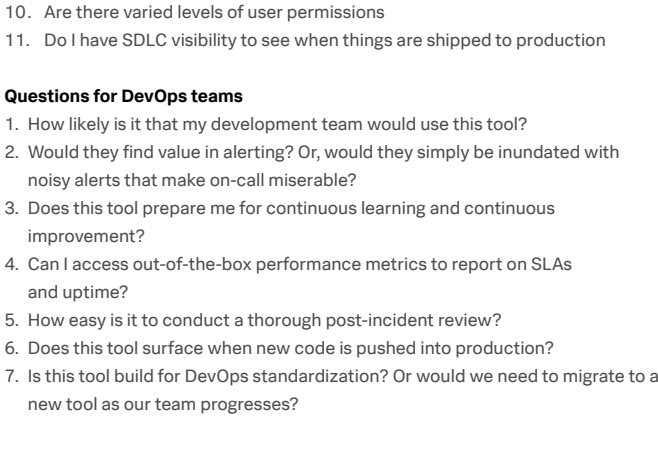 10. Are there varied levels of user permissions
11. Do I have SDLC visibility to see when things are shipped to production
Questions for DevOps teams
1. How likely is it that my development team would use this tool?
2. Would they find value in alerting? Or, would they simply be inundated with
noisy alerts that make on-call miserable?
3. Does this tool prepare me for continuous learning and continuous
improvement?
4. Can I access out-of-the-box performance metrics to report on SLAs
and uptime?
5. How easy is it to conduct a thorough post-incident review?
6. Does this tool surface when new code is pushed into production?
7. Is this tool build for DevOps standardization? Or would we need to migrate to a
new tool as our team progresses?